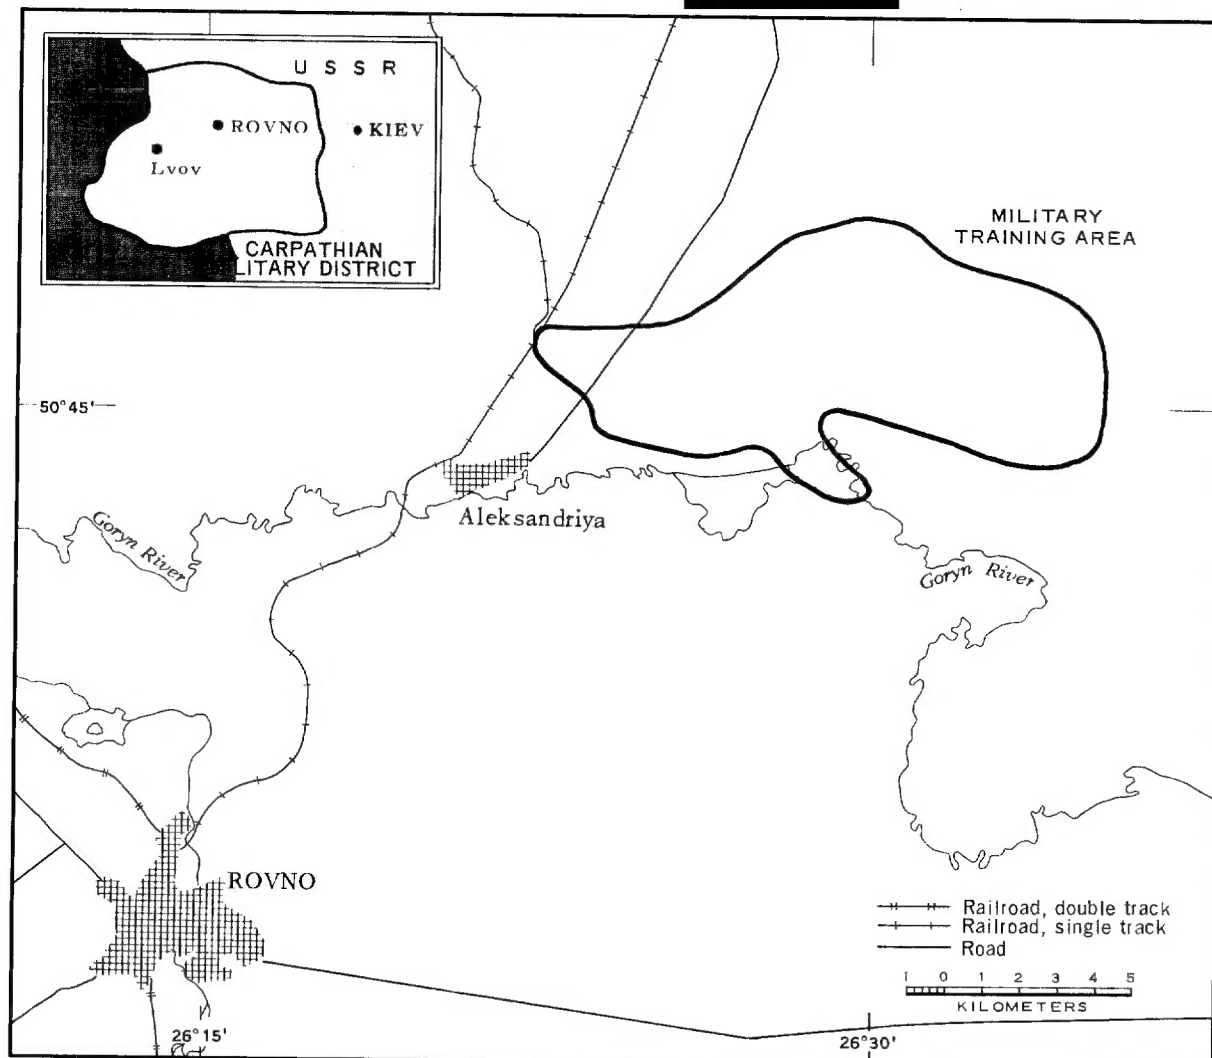 U S S R
ROVNO
KIEV
Lvov
CARPATHIAN
LITARY DISTRICT
MILITARY
TRAINING AREA
50°45'
Aleksandriya
Goryn River
Goryn River
ROVNO
Railroad, double track
Railroad, single track
Road
1 0 1 2 3 4 5
KILOMETERS
26°15'
26°30'